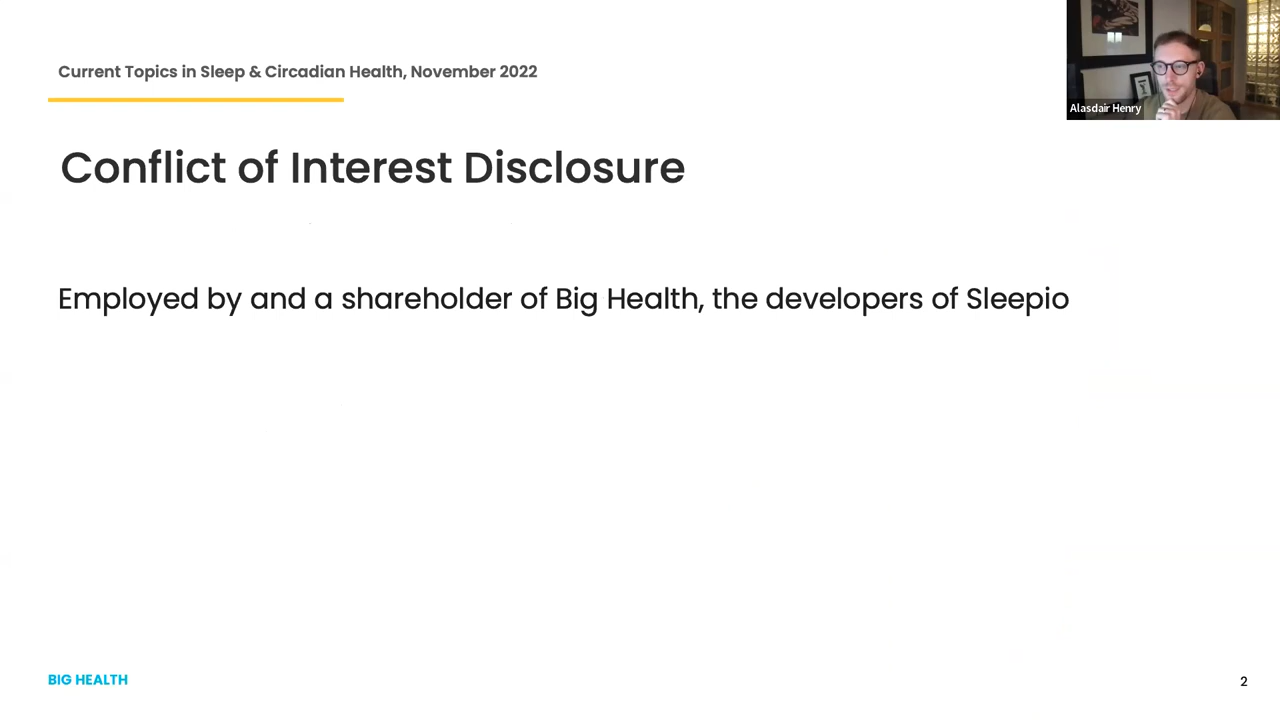 Current Topics in Sleep & Circadian Health, November 2022
Alasdair Henry
Conflict of Interest Disclosure
Employed by and a shareholder of Big Health, the developers of Sleepio
BIG HEALTH
2